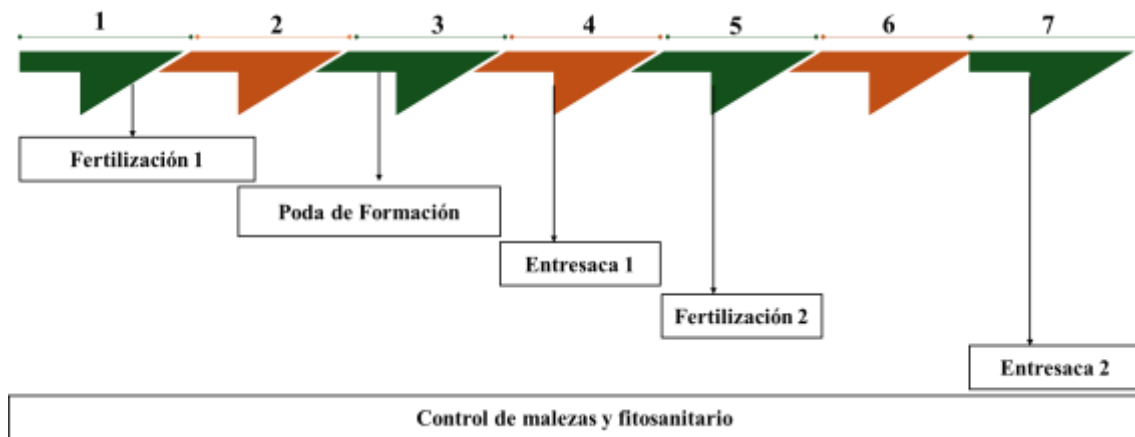 1 2 3 4 5 6 7
Fertilización 1
Poda de Formación
Entresaca 1
Fertilización 2
Entresaca 2
Control de malezas y fitosanitario